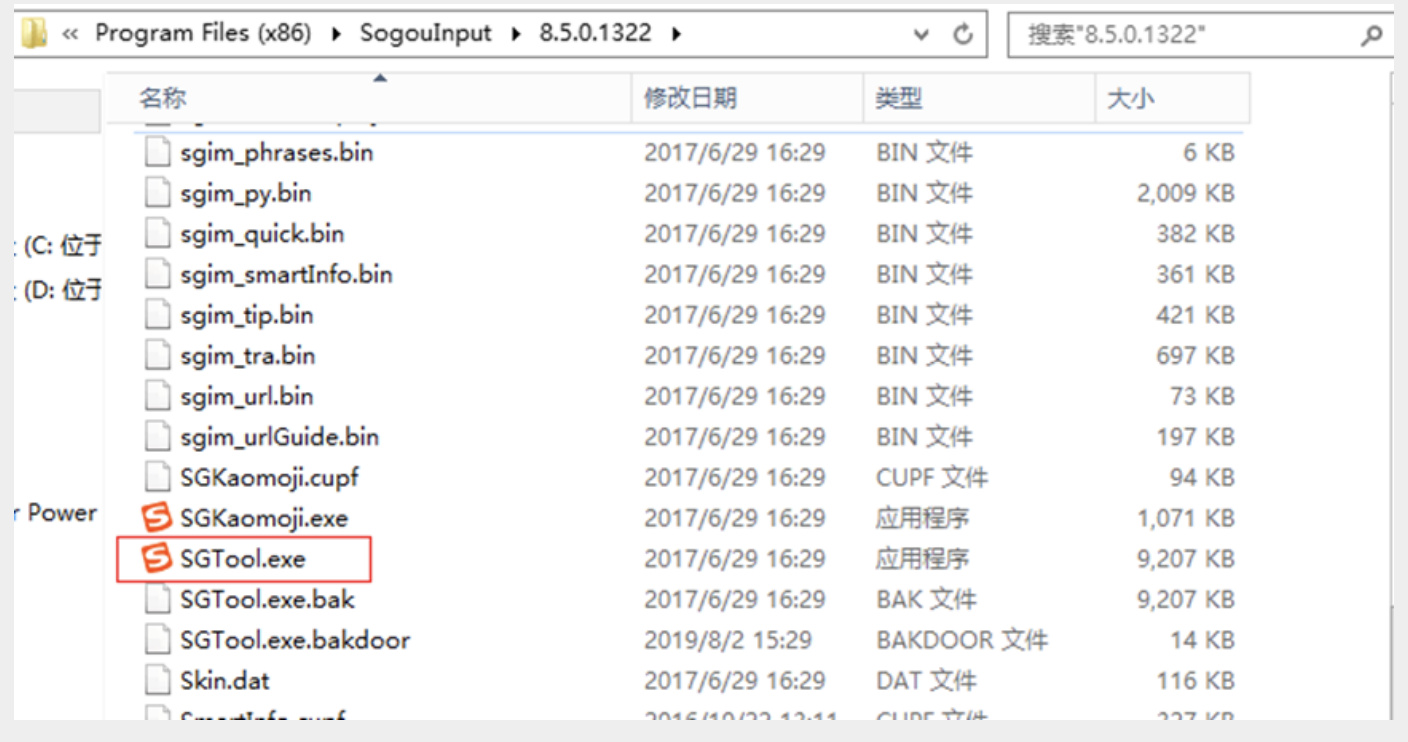 « Program Files (x86) ▸ SogouInput ▸ 8.5.0.1322 ▸ 搜索"8.5.0.1322"
名称 修改日期 类型 大小
sgim_phrases.bin 2017/6/29 16:29 BIN 文件 6 KB
sgim_py.bin 2017/6/29 16:29 BIN 文件 2,009 KB
sgim_quick.bin 2017/6/29 16:29 BIN 文件 382 KB
(C: 位于
sgim_smartInfo.bin 2017/6/29 16:29 BIN 文件 361 KB
(D: 位于
sgim_tip.bin 2017/6/29 16:29 BIN 文件 421 KB
sgim_tra.bin 2017/6/29 16:29 BIN 文件 697 KB
sgim_url.bin 2017/6/29 16:29 BIN 文件 73 KB
sgim_urlGuide.bin 2017/6/29 16:29 BIN 文件 197 KB
SGKaomoji.cupf 2017/6/29 16:29 CUPF 文件 94 KB
r Power
SGKaomoji.exe 2017/6/29 16:29 应用程序 1,071 KB
SGTool.exe 2017/6/29 16:29 应用程序 9,207 KB
SGTool.exe.bak 2017/6/29 16:29 BAK 文件 9,207 KB
SGTool.exe.bakdoor 2019/8/2 15:29 BAKDOOR 文件 14 KB
Skin.dat 2017/6/29 16:29 DAT 文件 116 KB